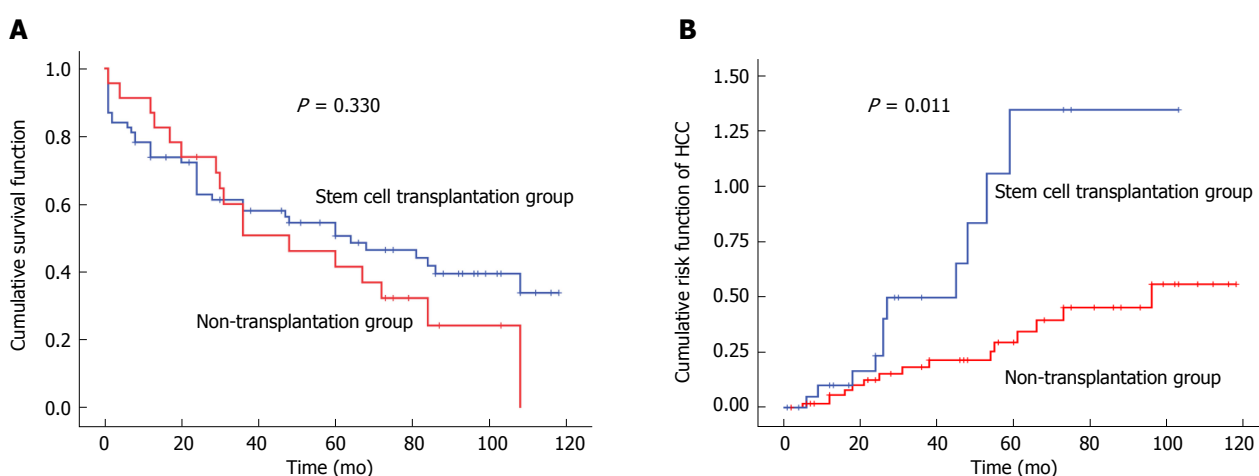 A
Cumulative survival function
1.0
0.8
0.6
0.4
0.2
0.0
P = 0.330
Stem cell transplantation group
Non-transplantation group
0 20 40 60 80 100 120
Time (mo)
B
Cumulative risk function of HCC
1.50
1.25
1.00
0.75
0.50
0.25
0.00
P = 0.011
Stem cell transplantation group
Non-transplantation group
0 20 40 60 80 100 120
Time (mo)